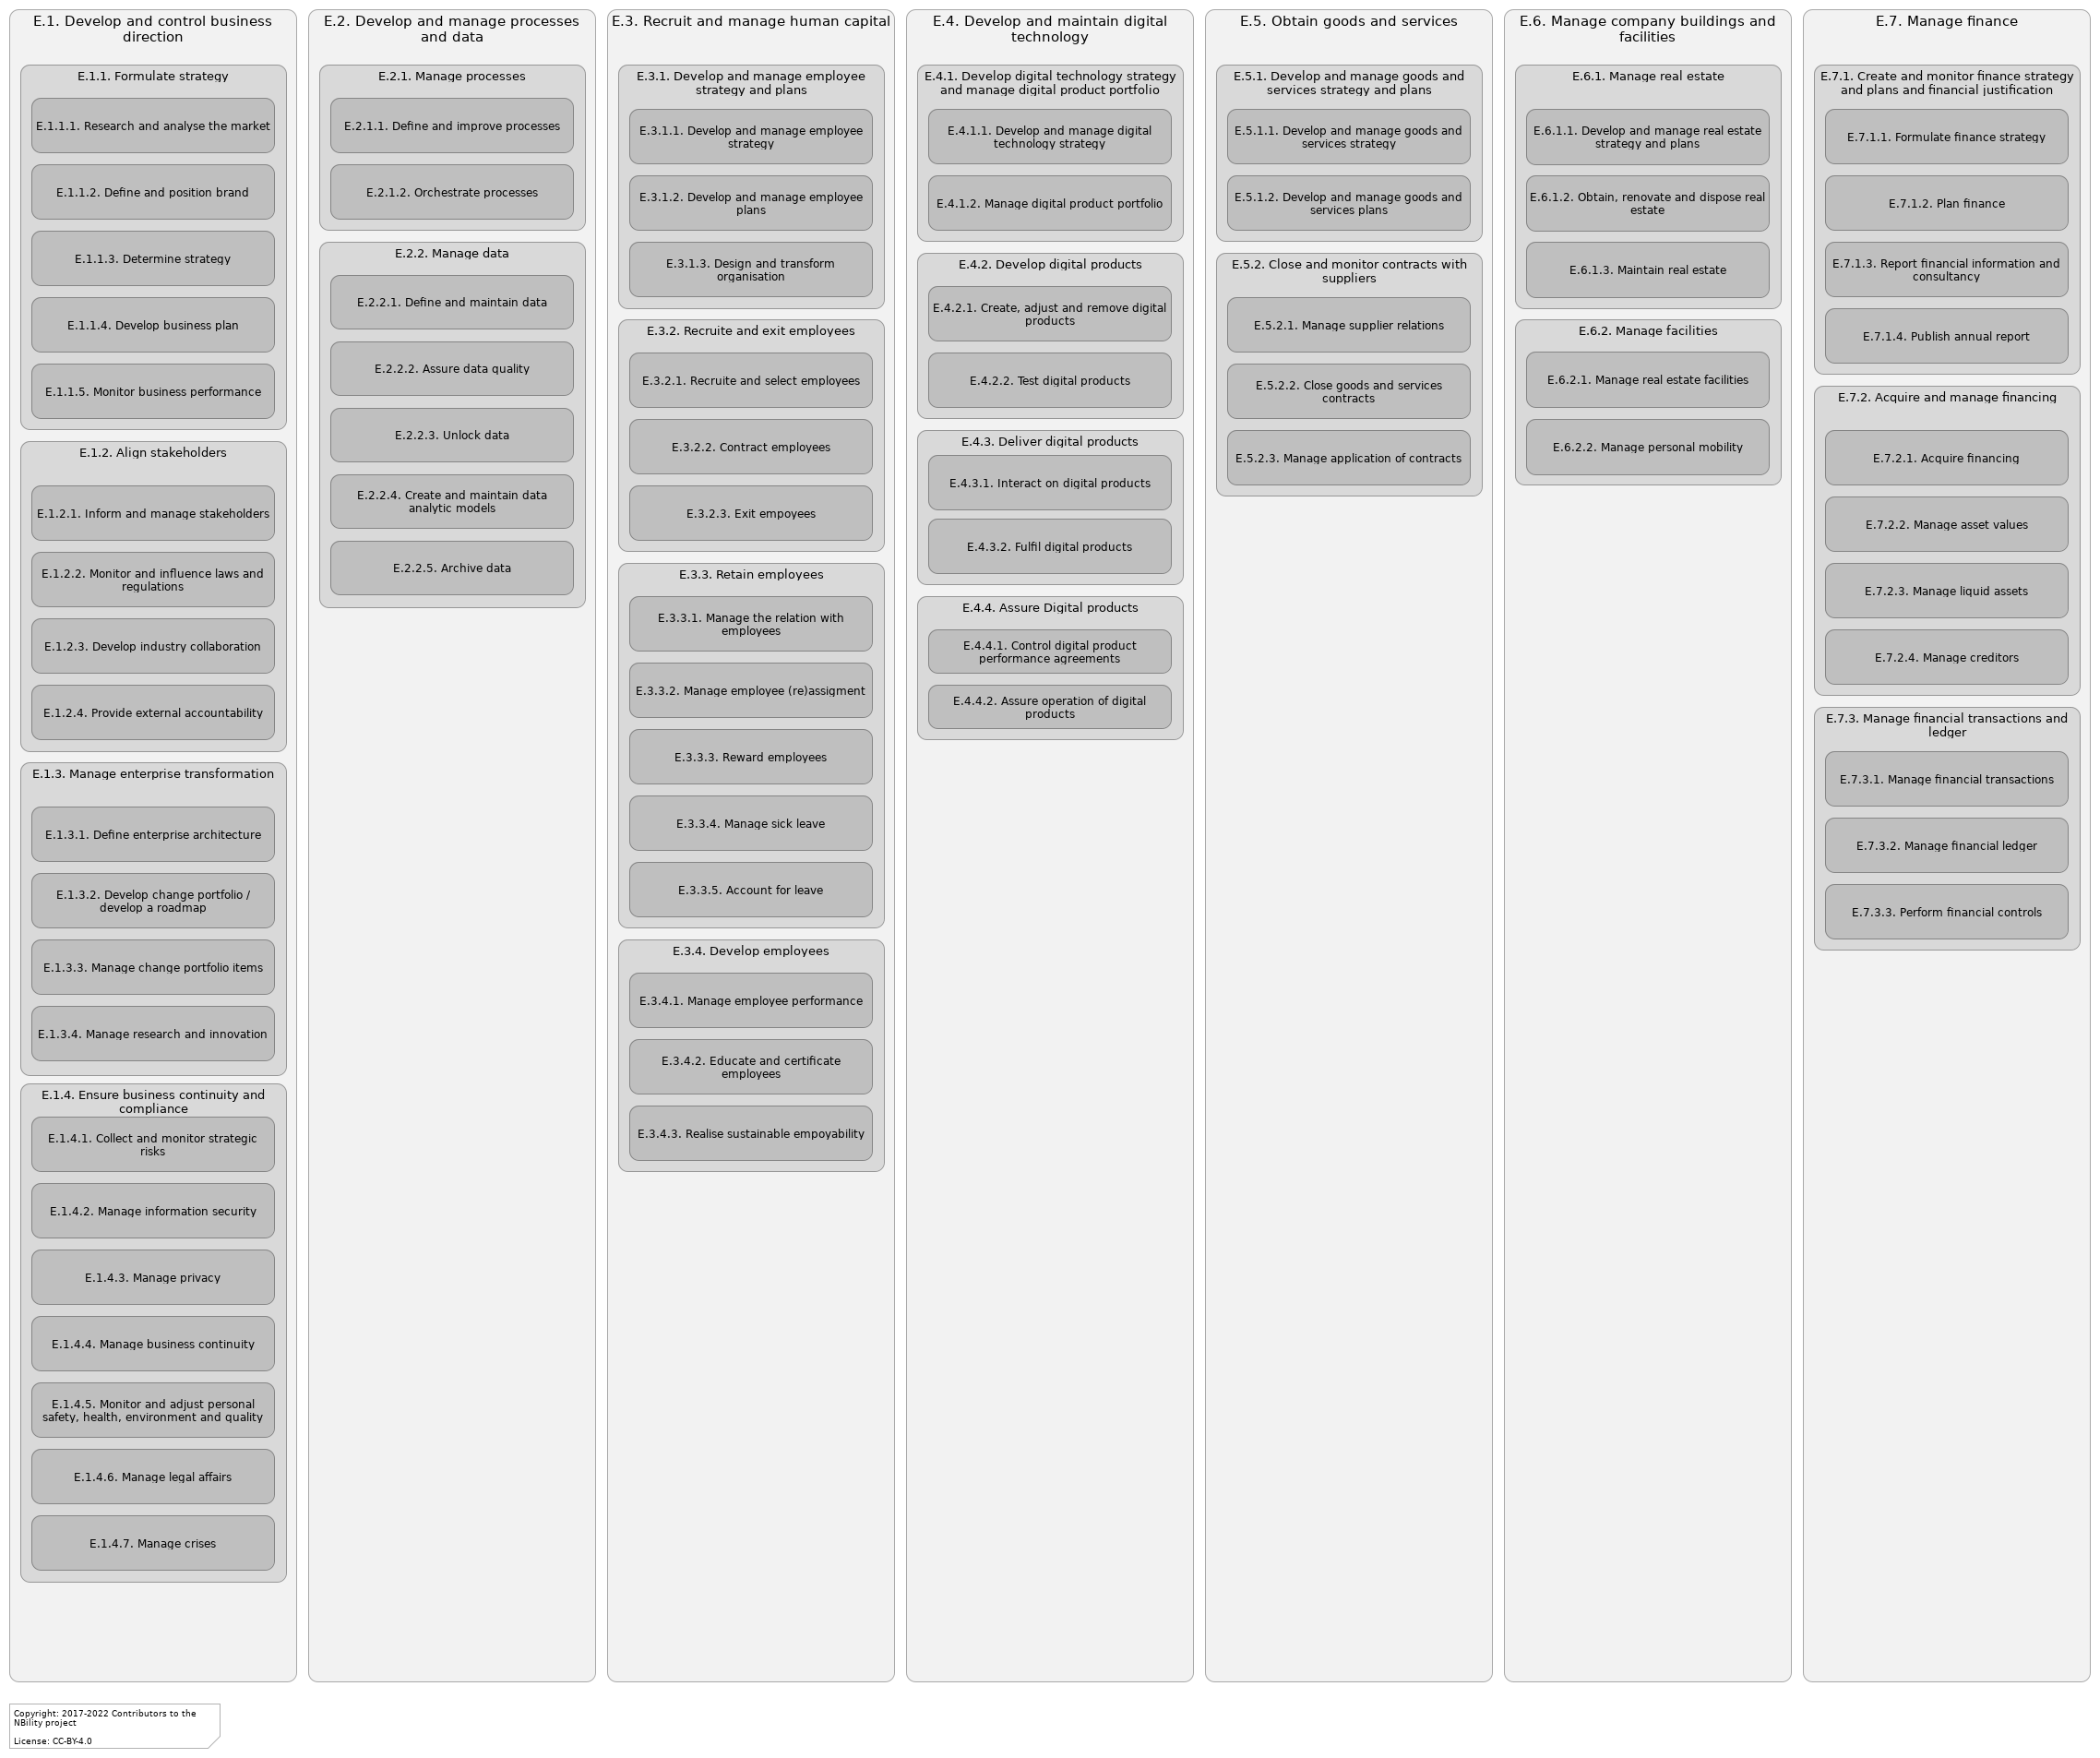 E.1. Develop and control business
direction
E.1.1. Formulate strategy
E.1.1.1. Research and analyse the market
E.1.1.2. Define and position brand
E.1.1.3. Determine strategy
E.1.1.4. Develop business plan
E.1.1.5. Monitor business performance
E.1.2. Align stakeholders
E.1.2.1. Inform and manage stakeholders
E.1.2.2. Monitor and influence laws and
regulations
E.1.2.3. Develop industry collaboration
E.1.2.4. Provide external accountability
E.1.3. Manage enterprise transformation
E.1.3.1. Define enterprise architecture
E.1.3.2. Develop change portfolio /
develop a roadmap
E.1.3.3. Manage change portfolio items
E.1.3.4. Manage research and innovation
E.1.4. Ensure business continuity and
compliance
E.1.4.1. Collect and monitor strategic
risks
E.1.4.2. Manage information security
E.1.4.3. Manage privacy
E.1.4.4. Manage business continuity
E.1.4.5. Monitor and adjust personal
safety, health, environment and quality
E.1.4.6. Manage legal affairs
E.1.4.7. Manage crises
E.2. Develop and manage processes
and data
E.2.1. Manage processes
E.2.1.1. Define and improve processes
E.2.1.2. Orchestrate processes
E.2.2. Manage data
E.2.2.1. Define and maintain data
E.2.2.2. Assure data quality
E.2.2.3. Unlock data
E.2.2.4. Create and maintain data
analytic models
E.2.2.5. Archive data
E.3. Recruit and manage human capital
E.3.1. Develop and manage employee
strategy and plans
E.3.1.1. Develop and manage employee
strategy
E.3.1.2. Develop and manage employee
plans
E.3.1.3. Design and transform
organisation
E.3.2. Recruite and exit employees
E.3.2.1. Recruite and select employees
E.3.2.2. Contract employees
E.3.2.3. Exit empoyees
E.3.3. Retain employees
E.3.3.1. Manage the relation with
employees
E.3.3.2. Manage employee (re)assigment
E.3.3.3. Reward employees
E.3.3.4. Manage sick leave
E.3.3.5. Account for leave
E.3.4. Develop employees
E.3.4.1. Manage employee performance
E.3.4.2. Educate and certificate
employees
E.3.4.3. Realise sustainable empoyability
E.4. Develop and maintain digital
technology
E.4.1. Develop digital technology strategy
and manage digital product portfolio
E.4.1.1. Develop and manage digital
technology strategy
E.4.1.2. Manage digital product portfolio
E.4.2. Develop digital products
E.4.2.1. Create, adjust and remove digital
products
E.4.2.2. Test digital products
E.4.3. Deliver digital products
E.4.3.1. Interact on digital products
E.4.3.2. Fulfil digital products
E.4.4. Assure Digital products
E.4.4.1. Control digital product
performance agreements
E.4.4.2. Assure operation of digital
products
E.5. Obtain goods and services
E.5.1. Develop and manage goods and
services strategy and plans
E.5.1.1. Develop and manage goods and
services strategy
E.5.1.2. Develop and manage goods and
services plans
E.5.2. Close and monitor contracts with
suppliers
E.5.2.1. Manage supplier relations
E.5.2.2. Close goods and services
contracts
E.5.2.3. Manage application of contracts
E.6. Manage company buildings and
facilities
E.6.1. Manage real estate
E.6.1.1. Develop and manage real estate
strategy and plans
E.6.1.2. Obtain, renovate and dispose real
estate
E.6.1.3. Maintain real estate
E.6.2. Manage facilities
E.6.2.1. Manage real estate facilities
E.6.2.2. Manage personal mobility
E.7. Manage finance
E.7.1. Create and monitor finance strategy
and plans and financial justification
E.7.1.1. Formulate finance strategy
E.7.1.2. Plan finance
E.7.1.3. Report financial information and
consultancy
E.7.1.4. Publish annual report
E.7.2. Acquire and manage financing
E.7.2.1. Acquire financing
E.7.2.2. Manage asset values
E.7.2.3. Manage liquid assets
E.7.2.4. Manage creditors
E.7.3. Manage financial transactions and
ledger
E.7.3.1. Manage financial transactions
E.7.3.2. Manage financial ledger
E.7.3.3. Perform financial controls
Copyright: 2017-2022 Contributors to the
NBility project
License: CC-BY-4.0